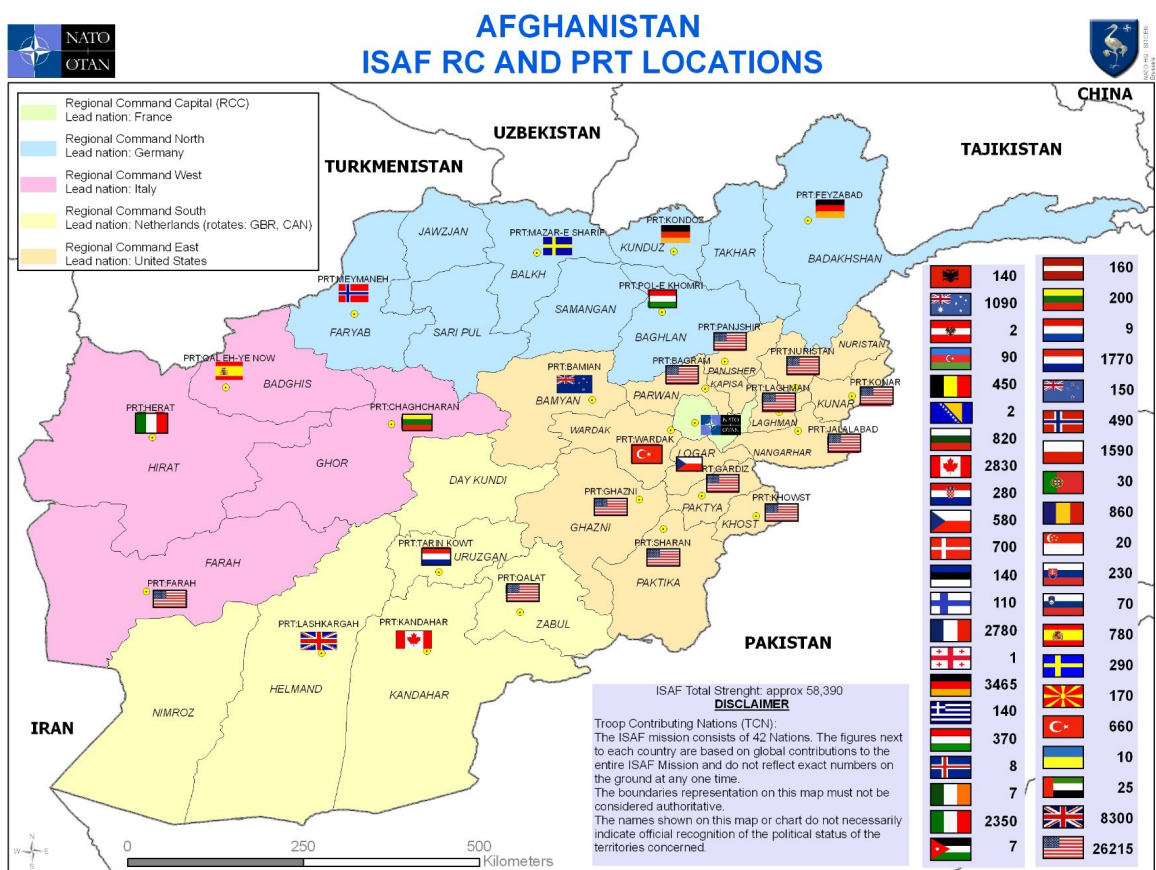 NATO
OTAN
AFGHANISTAN
ISAF RC AND PRT LOCATIONS
NATO HQ - SITCEN
Brussels
Regional Command Capital (RCC)
Lead nation: France
Regional Command North
Lead nation: Germany
Regional Command West
Lead nation: Italy
Regional Command South
Lead nation: Netherlands (rotates: GBR, CAN)
Regional Command East
Lead nation: United States
CHINA
UZBEKISTAN
TAJIKISTAN
TURKMENISTAN
PRT:FEYZABAD
JAWZJAN
PRT:MAZAR-E SHARIF
PRT:KONDOZ
KUNDUZ
TAKHAR
BADAKHSHAN
BALKH
PRT:MEYMANEH
PRT:POL-E KHOMRI
SAMANGAN
FARYAB
SARI PUL
BAGHLAN
PRT:PANJSHIR
NURISTAN
PRT:QAL EH-YE NOW
BADGHIS
PRT:BAMIAN
PRT:BAGRAM
PRT:NURISTAN
PANJSHER
KAPISA
PRT:LAGHMAN
PRT:KONAR
BAMYAN
PARWAN
KUNAR
PRT:HERAT
PRT:CHAGHCHARAN
NATO
OTAN
LAGHMAN
WARDAK
PRT:WARDAK
PRT:JALALABAD
HIRAT
GHOR
LOGAR
NANGARHAR
DAY KUNDI
PRT:GARDIZ
PRT:GHAZNI
PAKTYA
PRT:KHOWST
GHAZNI
KHOST
PRT:TARIN KOWT
URUZGAN
PRT:SHARAN
FARAH
PRT:FARAH
PRT:QALAT
PAKTIKA
PRT:LASHKARGAH
PRT:KANDAHAR
ZABUL
PAKISTAN
HELMAND
KANDAHAR
NIMROZ
IRAN
ISAF Total Strenght: approx 58,390
DISCLAIMER
Troop Contributing Nations (TCN):
The ISAF mission consists of 42 Nations. The figures next
to each country are based on global contributions to the
entire ISAF Mission and do not reflect exact numbers on
the ground at any one time.
The boundaries representation on this map must not be
considered authoritative.
The names shown on this map or chart do not necessarily
indicate official recognition of the political status of the
territories concerned.
140
1090
2
90
450
2
820
2830
280
580
700
140
110
2780
1
3465
140
370
8
7
2350
7
160
200
9
1770
150
490
1590
30
860
20
230
70
780
290
170
660
10
25
8300
26215
N
W
E
S
0
250
500
Kilometers